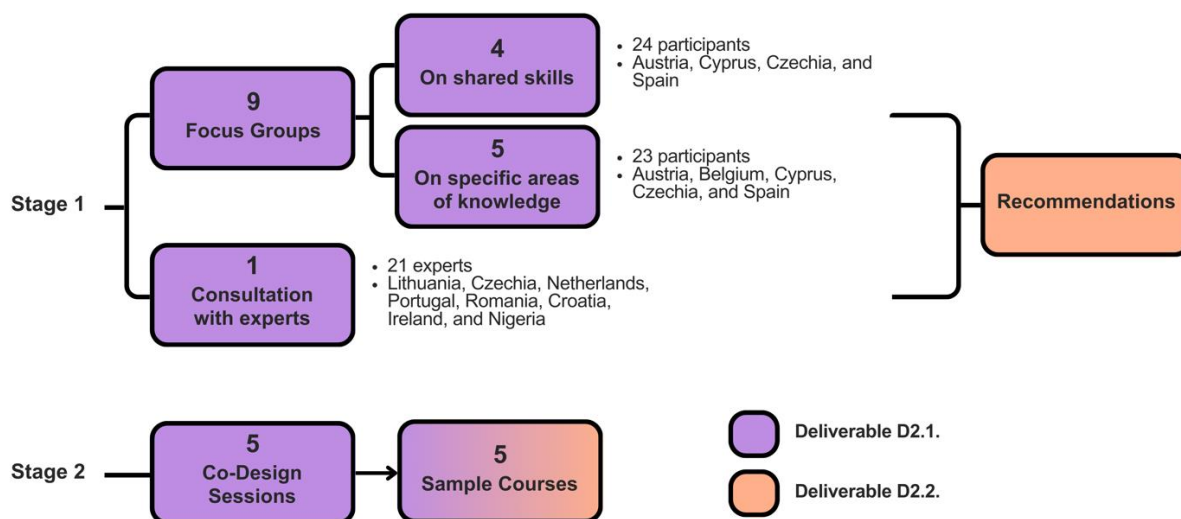 Stage 1
9
Focus Groups
4
On shared skills
• 24 participants
• Austria, Cyprus, Czechia, and
Spain
5
On specific areas
of knowledge
• 23 participants
• Austria, Belgium, Cyprus,
Czechia, and Spain
1
Consultation
with experts
• 21 experts
• Lithuania, Czechia, Netherlands,
Portugal, Romania, Croatia,
Ireland, and Nigeria
Recommendations
Stage 2
5
Co-Design
Sessions
5
Sample Courses
Deliverable D2.1.
Deliverable D2.2.